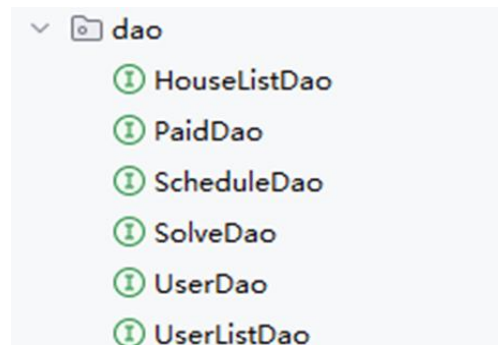 dao
HouseListDao
PaidDao
ScheduleDao
SolveDao
UserDao
UserListDao